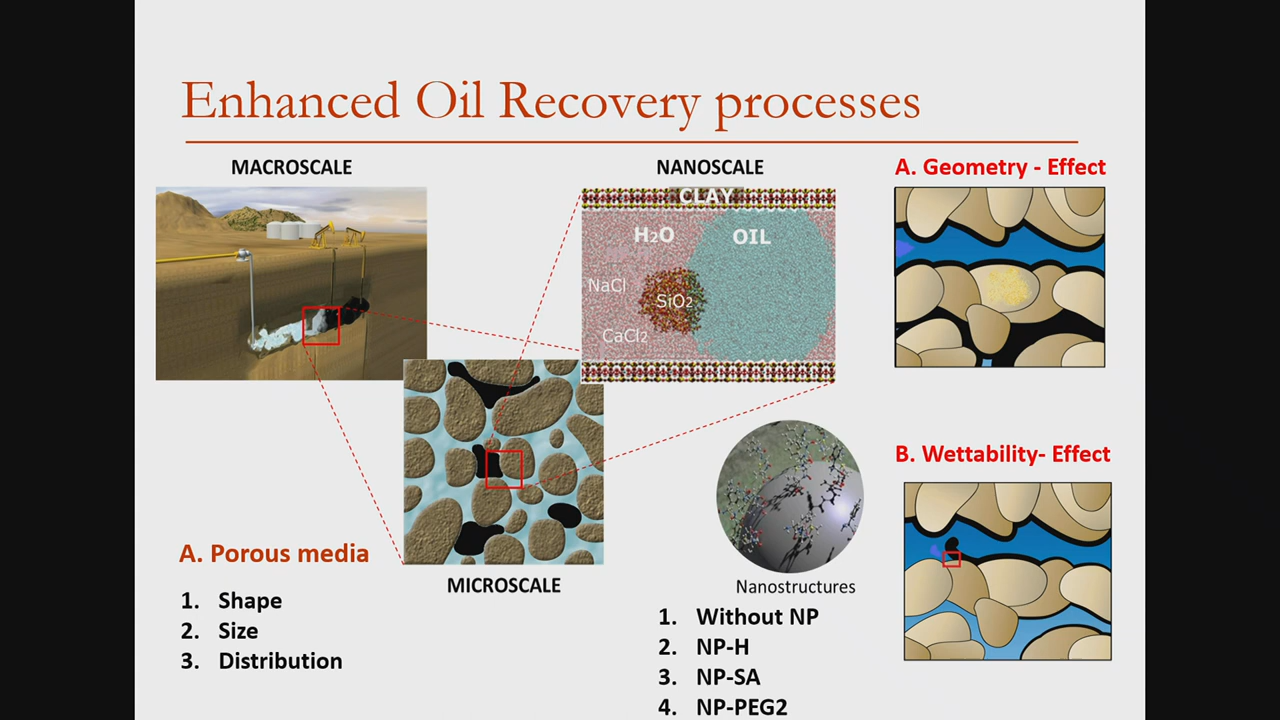 Enhanced Oil Recovery processes
MACROSCALE
NANOSCALE
CLAY
H2O
OIL
NaCl
SiO2
CaCl2
A. Geometry - Effect
MICROSCALE
A. Porous media
1. Shape
2. Size
3. Distribution
Nanostructures
1. Without NP
2. NP-H
3. NP-SA
4. NP-PEG2
B. Wettability- Effect